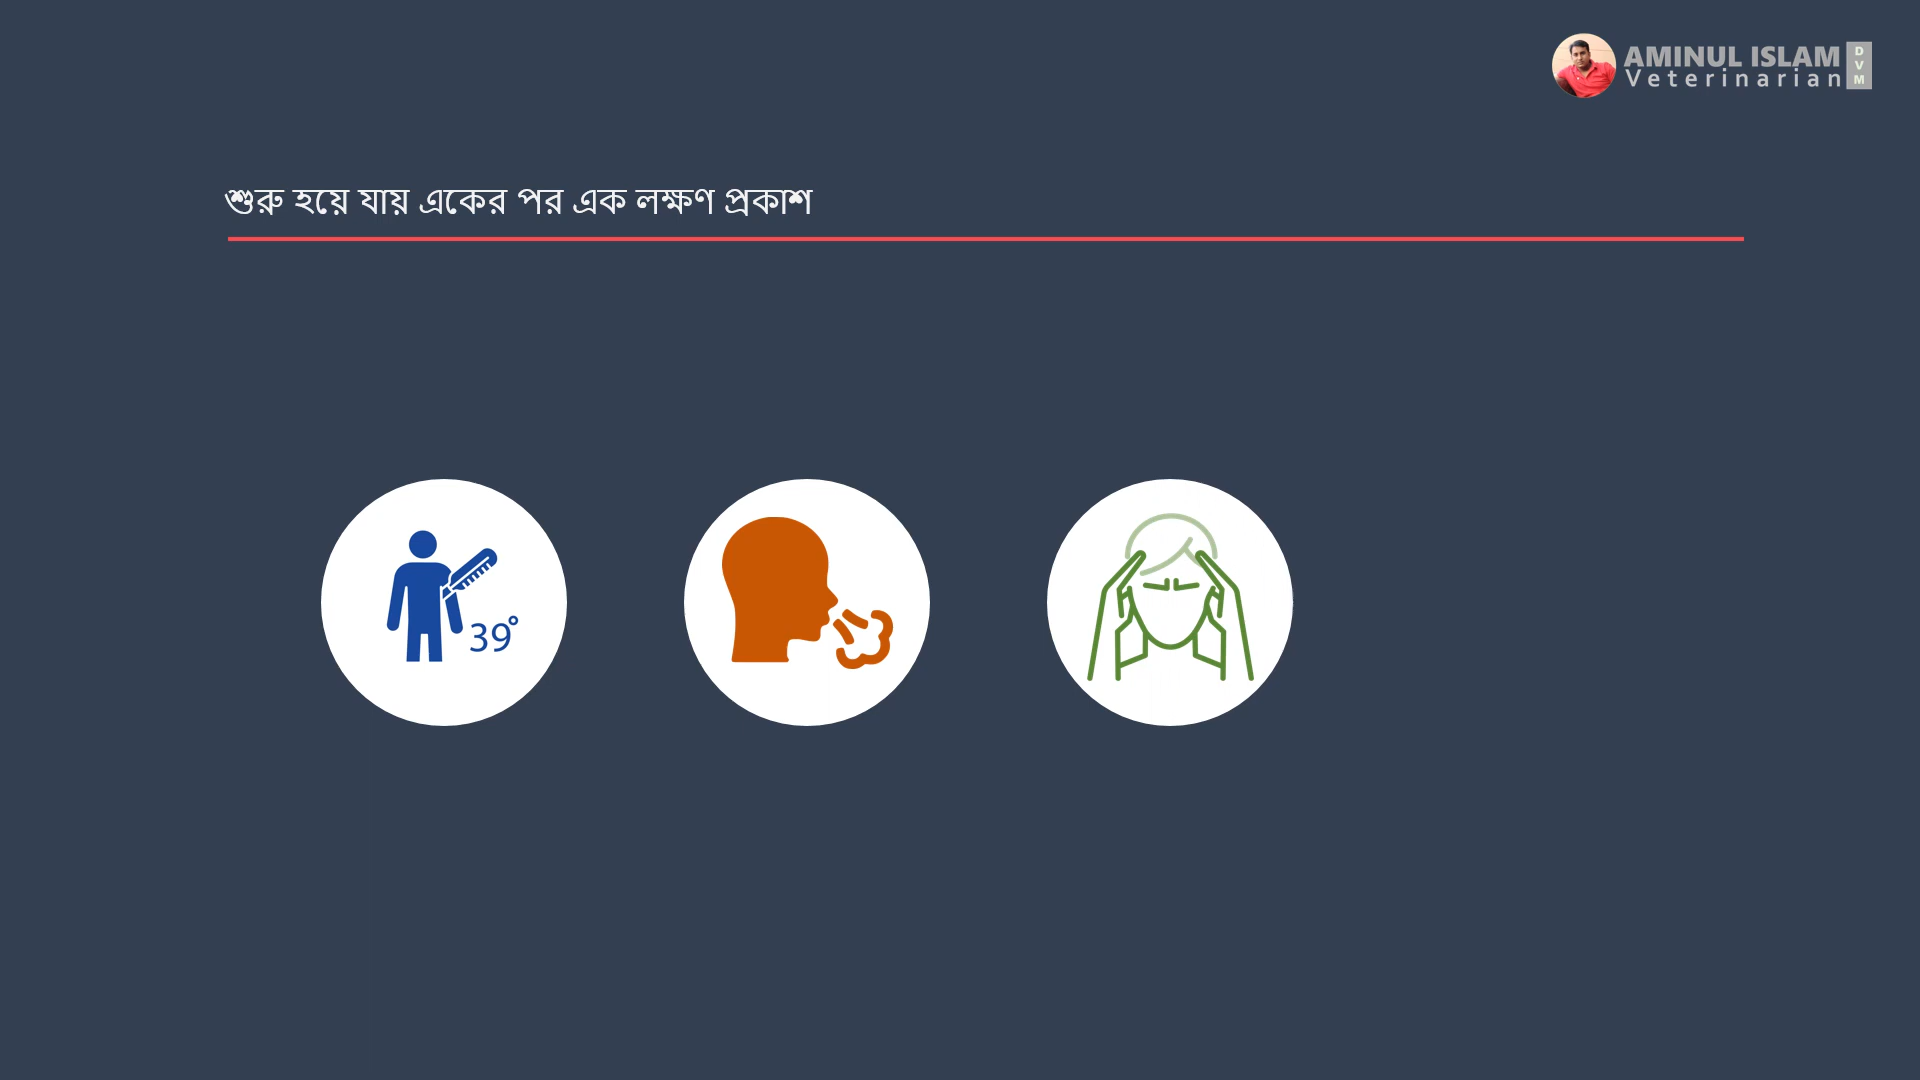 AMINUL ISLAM
Veterinarian
DVM
শুরু হয়ে যায় একের পর এক লক্ষণ প্রকাশ
39°